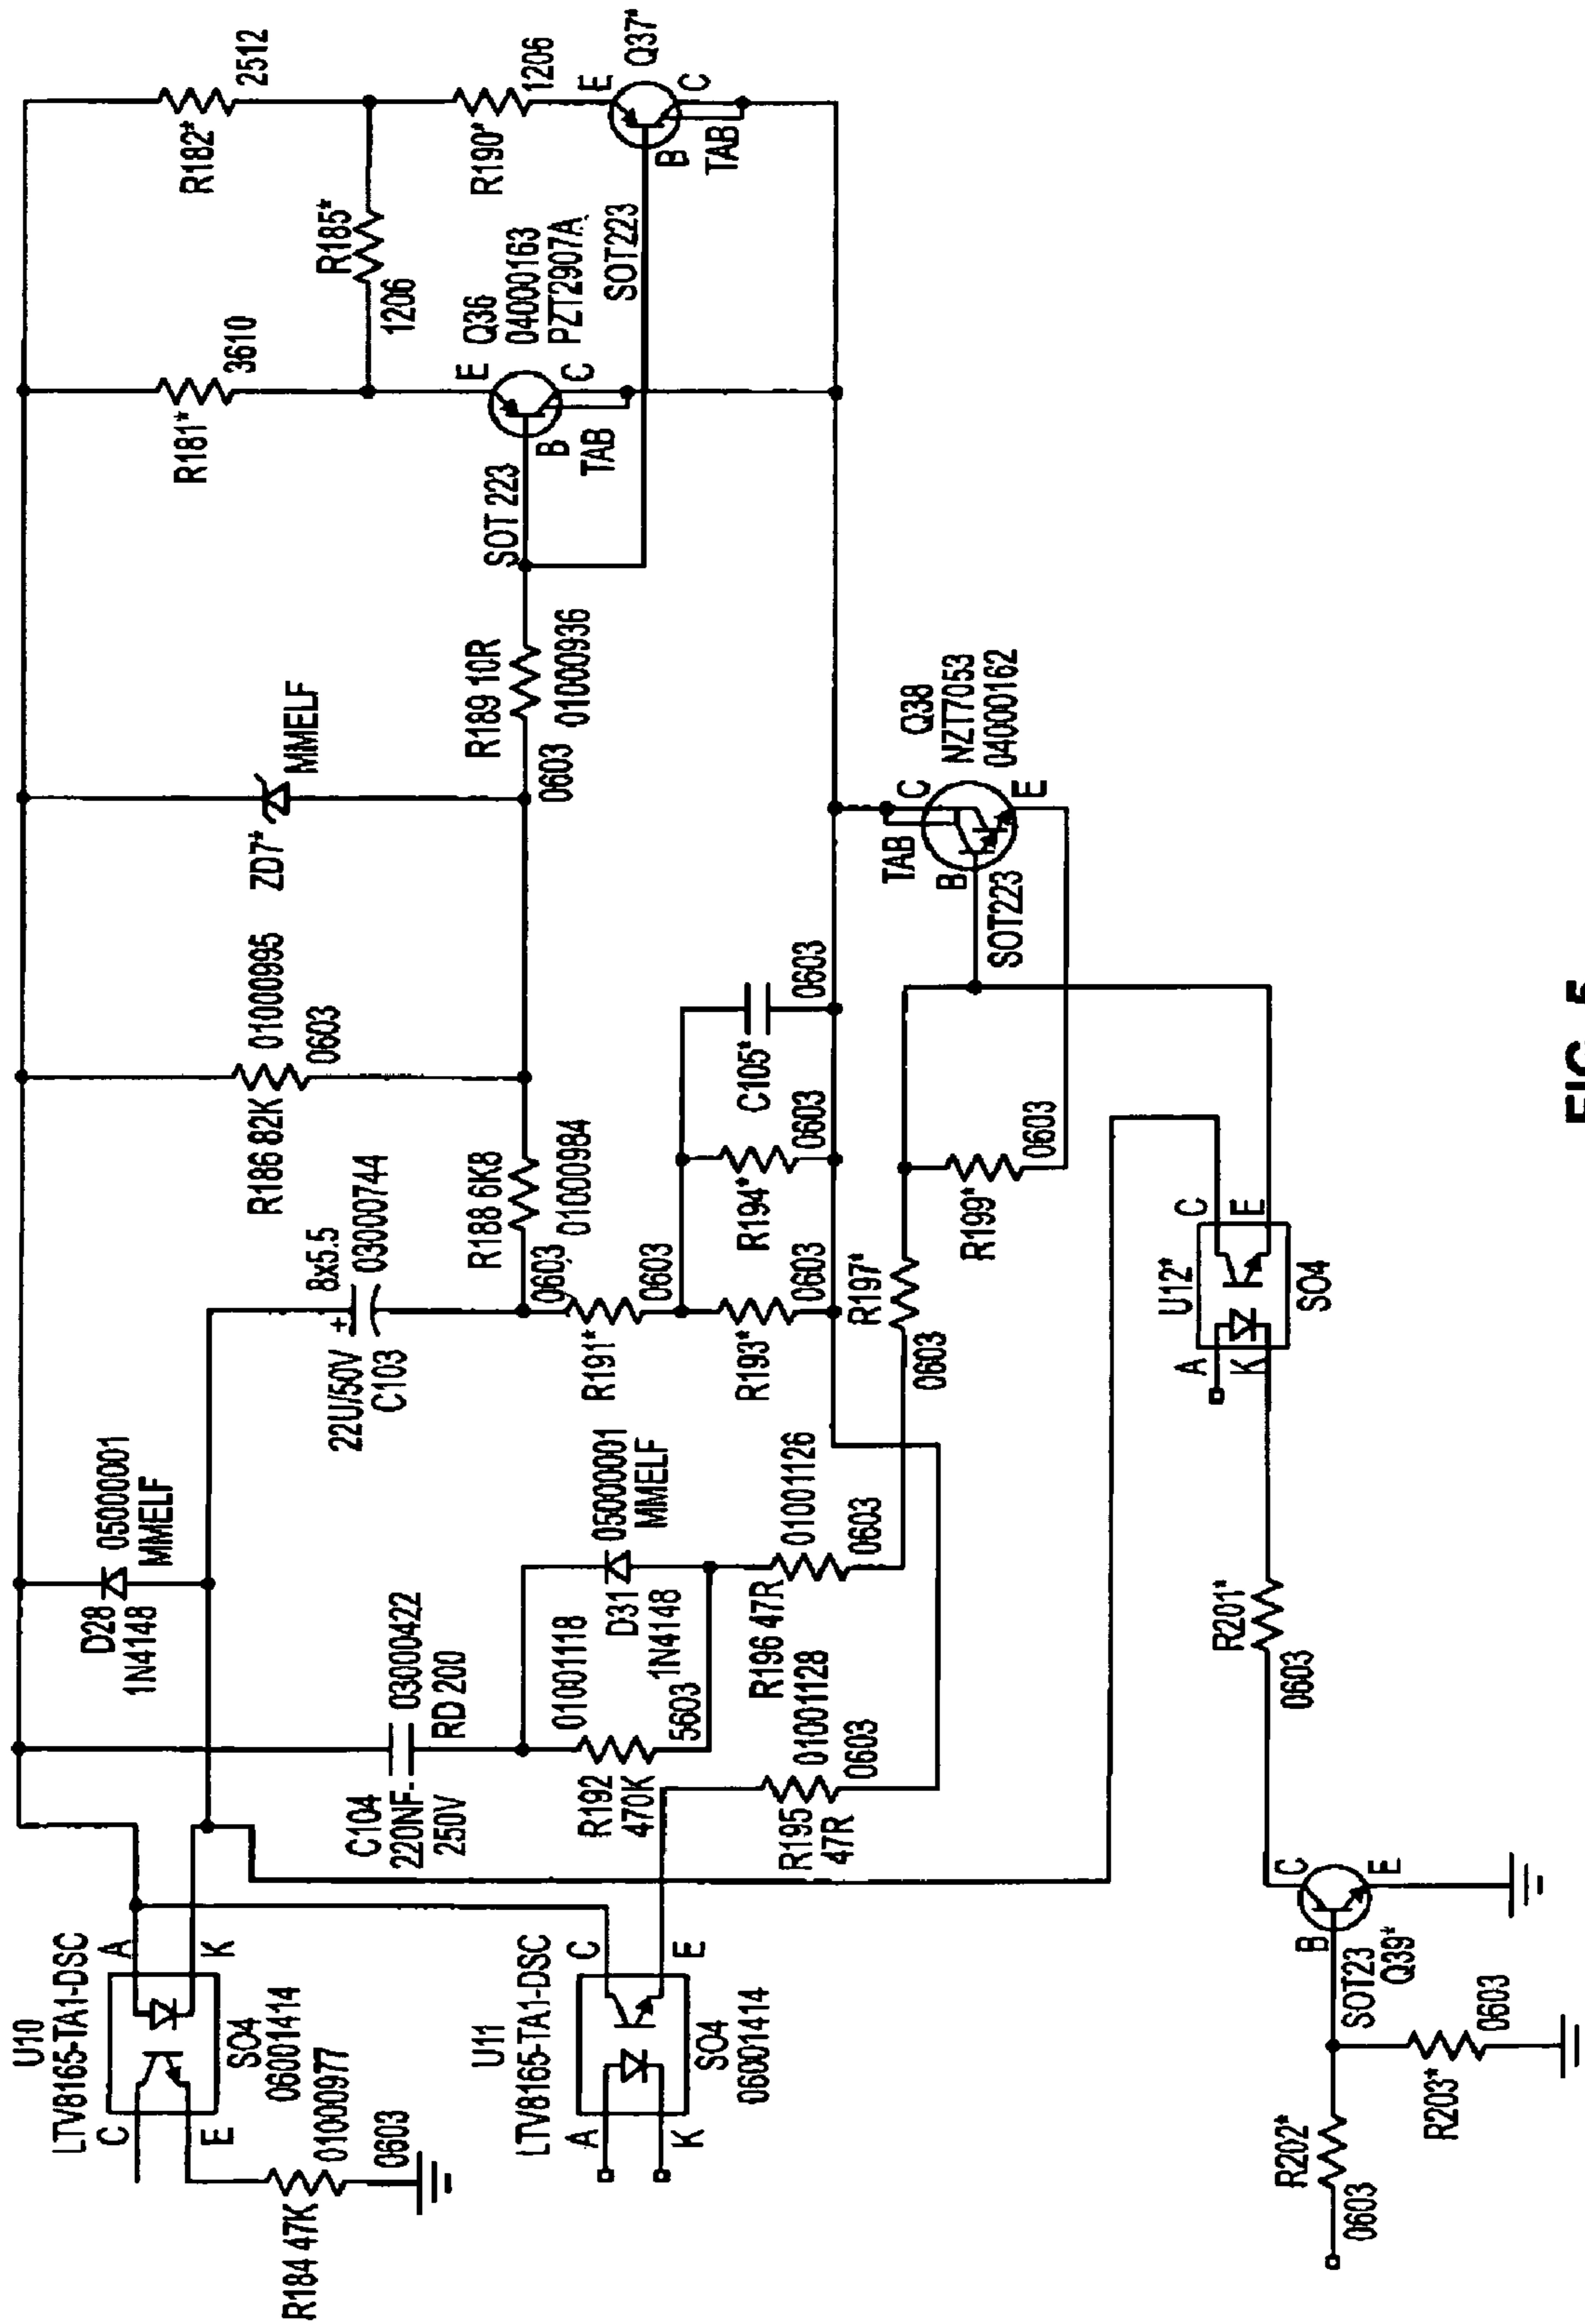 U10
LTV8165-TA1-DSC
C
A
E
K
SO4
06001414
R184 47K
01000977
0603
U11
LTV8165-TA1-DSC
C
A
E
K
SO4
06001414
D28
1N4148
05000001
MMELF
C104
220NF-
250V
03000422
RD 200
R192
470K
01001118
5603
D31
1N4148
05000001
MMELF
R195
47R
01001128
0603
R196 47R
01001126
0603
22U/50V
C103
8x5.5
03000744
+
R186 82K
01000995
0603
R188 6K8
01000984
0603
R191*
0603
R193*
0603
R194*
0603
C105*
0603
R197*
0603
R199*
0603
ZD7*
MMELF
R189 10R
01000936
0603
R181*
3610
R182*
2512
R185*
1206
R190*
1206
Q36
04000163
PZT2907A
SOT 223
E
B
C
TAB
Q37*
SOT223
E
B
C
TAB
Q38
NZT7053
04000162
TAB
C
B
E
SOT223
U12*
A
K
C
E
SO4
R201*
0603
C
B
E
SOT23
Q39*
R202*
0603
R203*
0603